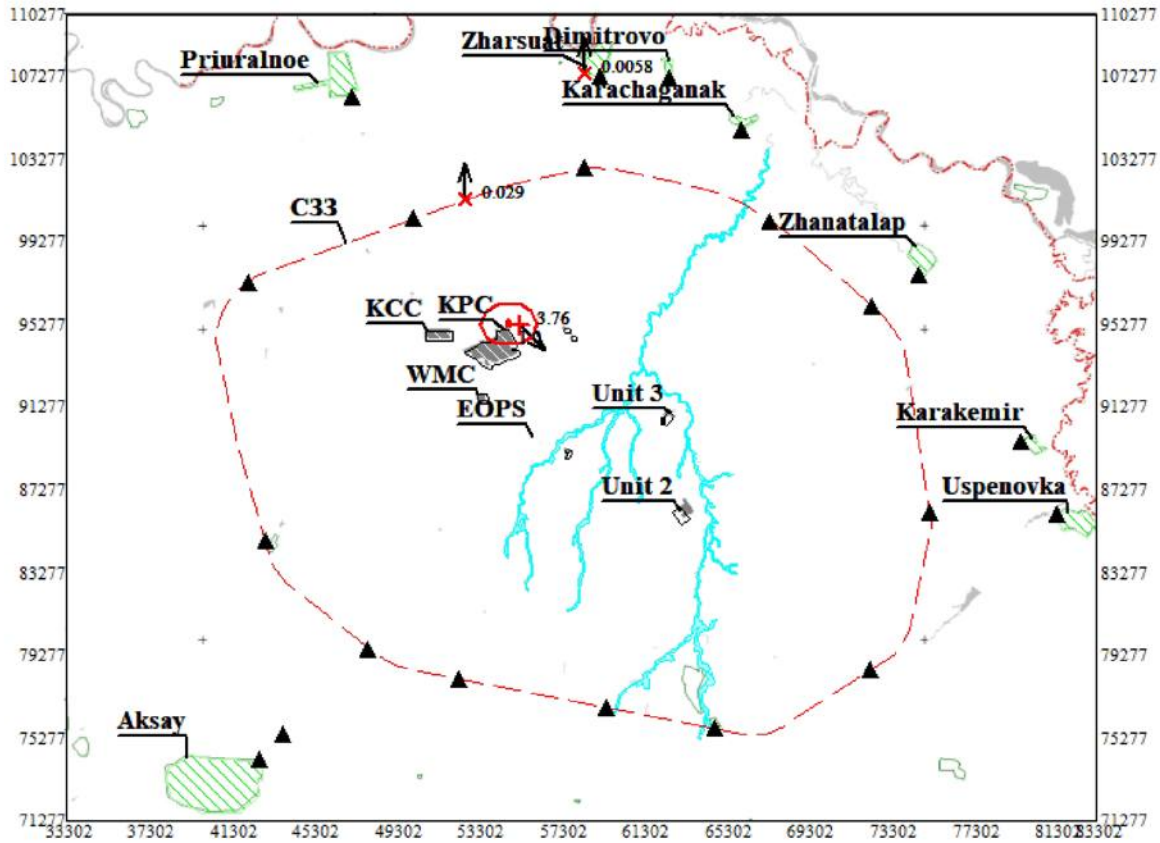 110277 110277
Zharsuat Dimitrovo
Priuralnoe
0.0058
107277 107277
Karachaganak
103277 103277
0.029
C33
Zhanatalap
99277 99277
KCC KPC
3.76
95277 95277
WMC
Unit 3
EOPS
91277 91277
Karakemir
Unit 2
Uspenovka
87277 87277
83277 83277
79277 79277
Aksay
75277 75277
71277 71277
33302 37302 41302 45302 49302 53302 57302 61302 65302 69302 73302 77302 81302 83302